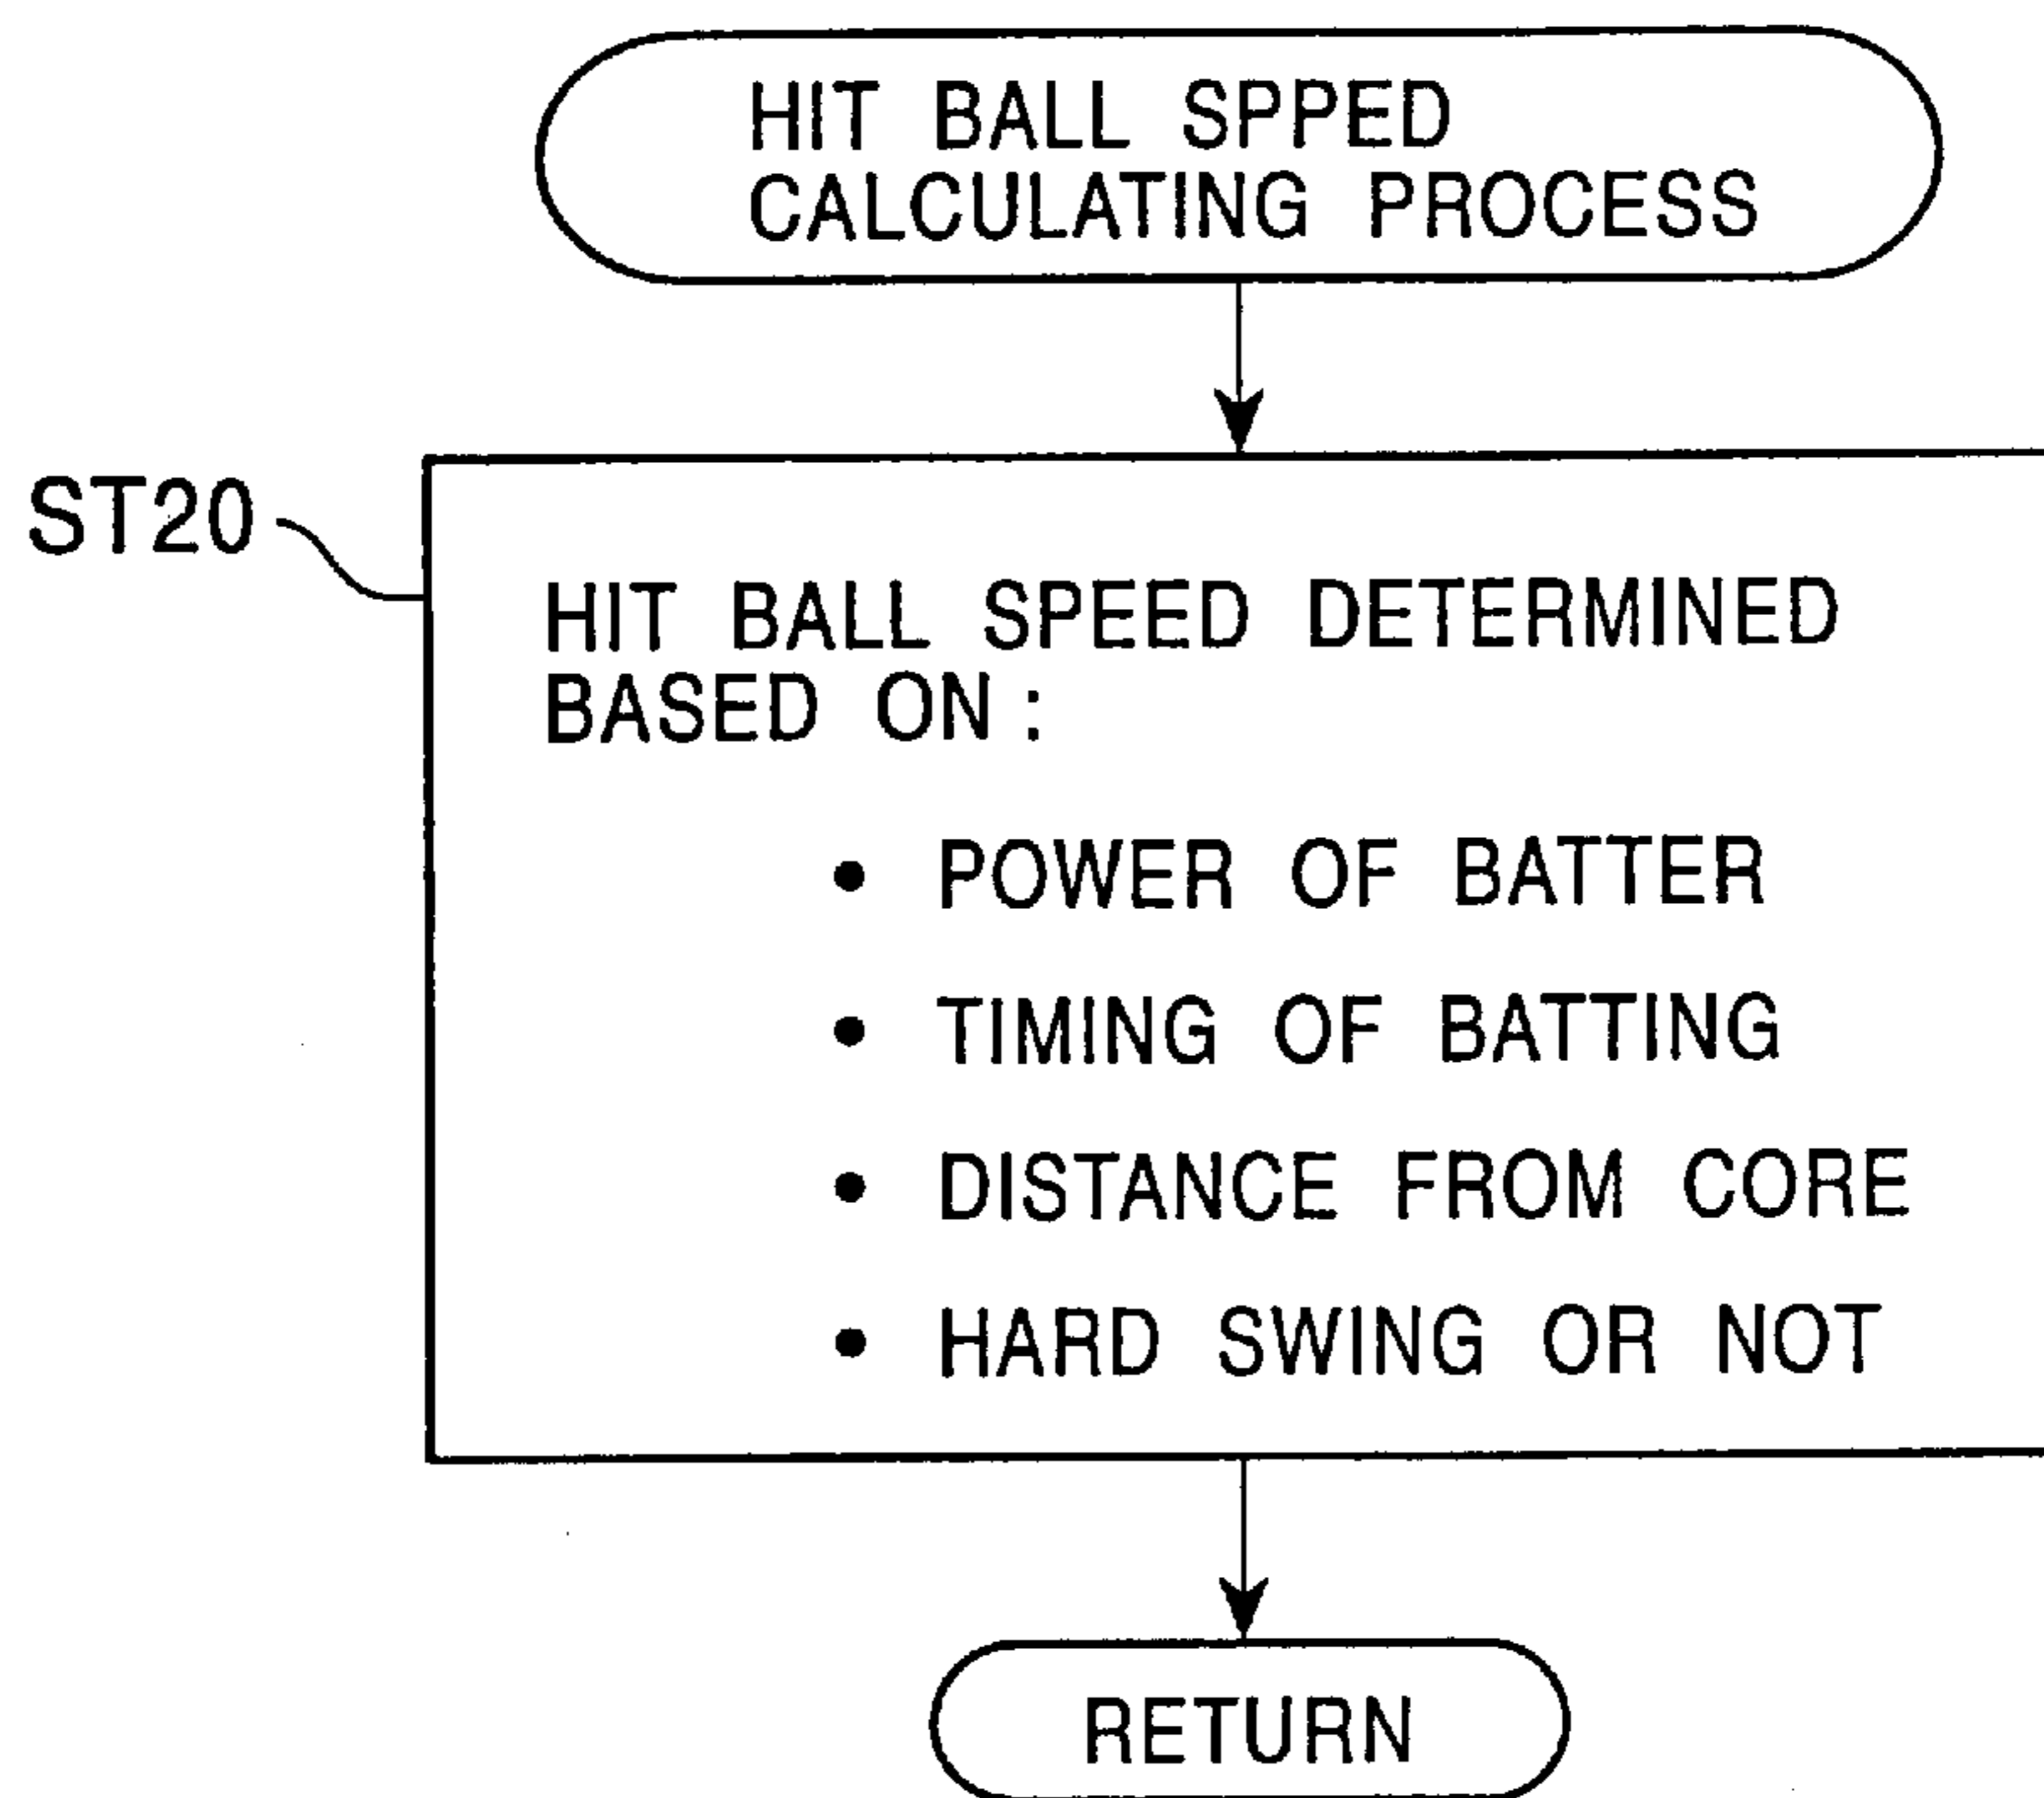 HIT BALL SPPED
CALCULATING PROCESS
ST20
HIT BALL SPEED DETERMINED
BASED ON :
• POWER OF BATTER
• TIMING OF BATTING
• DISTANCE FROM CORE
• HARD SWING OR NOT
RETURN